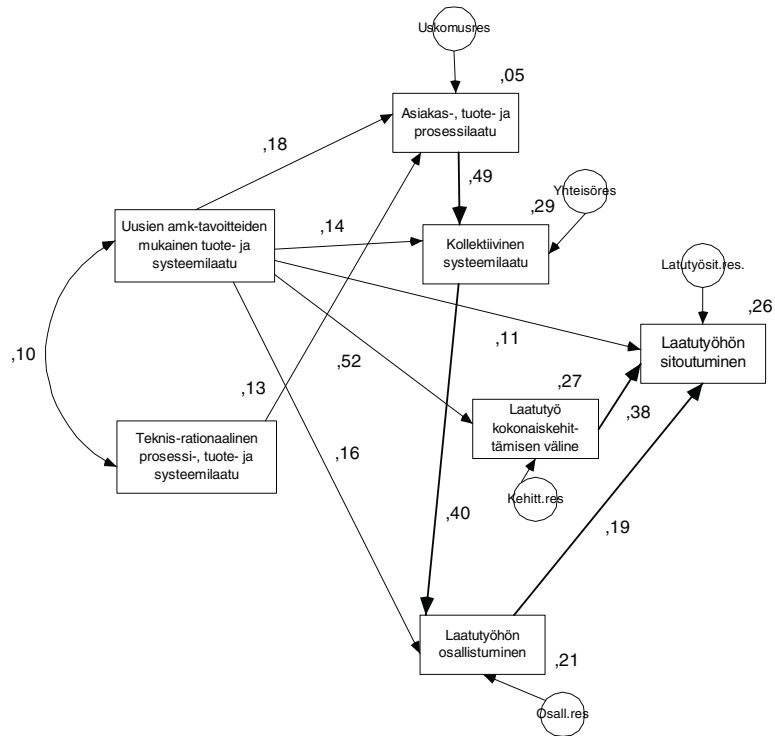 Uskomusres
,05
Asiakas-, tuote- ja
prosessilaatu
,18
,49
Yhteisöres
,29
Uusien amk-tavoitteiden
mukainen tuote- ja
systeemilaatu
,14
Kollektiivinen
systeemilaatu
Latutyösit.res.
,26
Laatutyöhön
sitoutuminen
,11
,10
,13
,52
,27
Laatutyö
kokonaiskehit-
tämisen väline
,38
Teknis-rationaalinen
prosessi-, tuote- ja
systeemilaatu
,16
Kehitt.res
,40
,19
Laatutyöhön
osallistuminen
,21
Osall.res